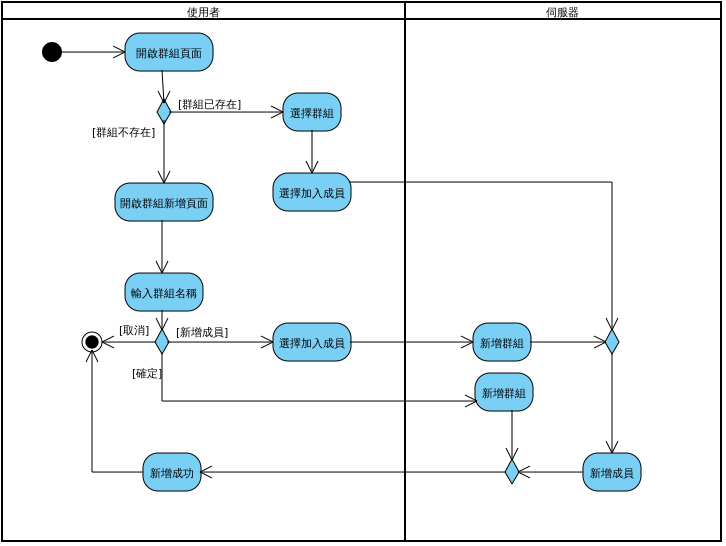 使用者
伺服器
開啟群組頁面
[群組已存在]
選擇群組
[群組不存在]
選擇加入成員
開啟群組新增頁面
輸入群組名稱
[取消]
[新增成員]
選擇加入成員
新增群組
[確定]
新增群組
新增成功
新增成員